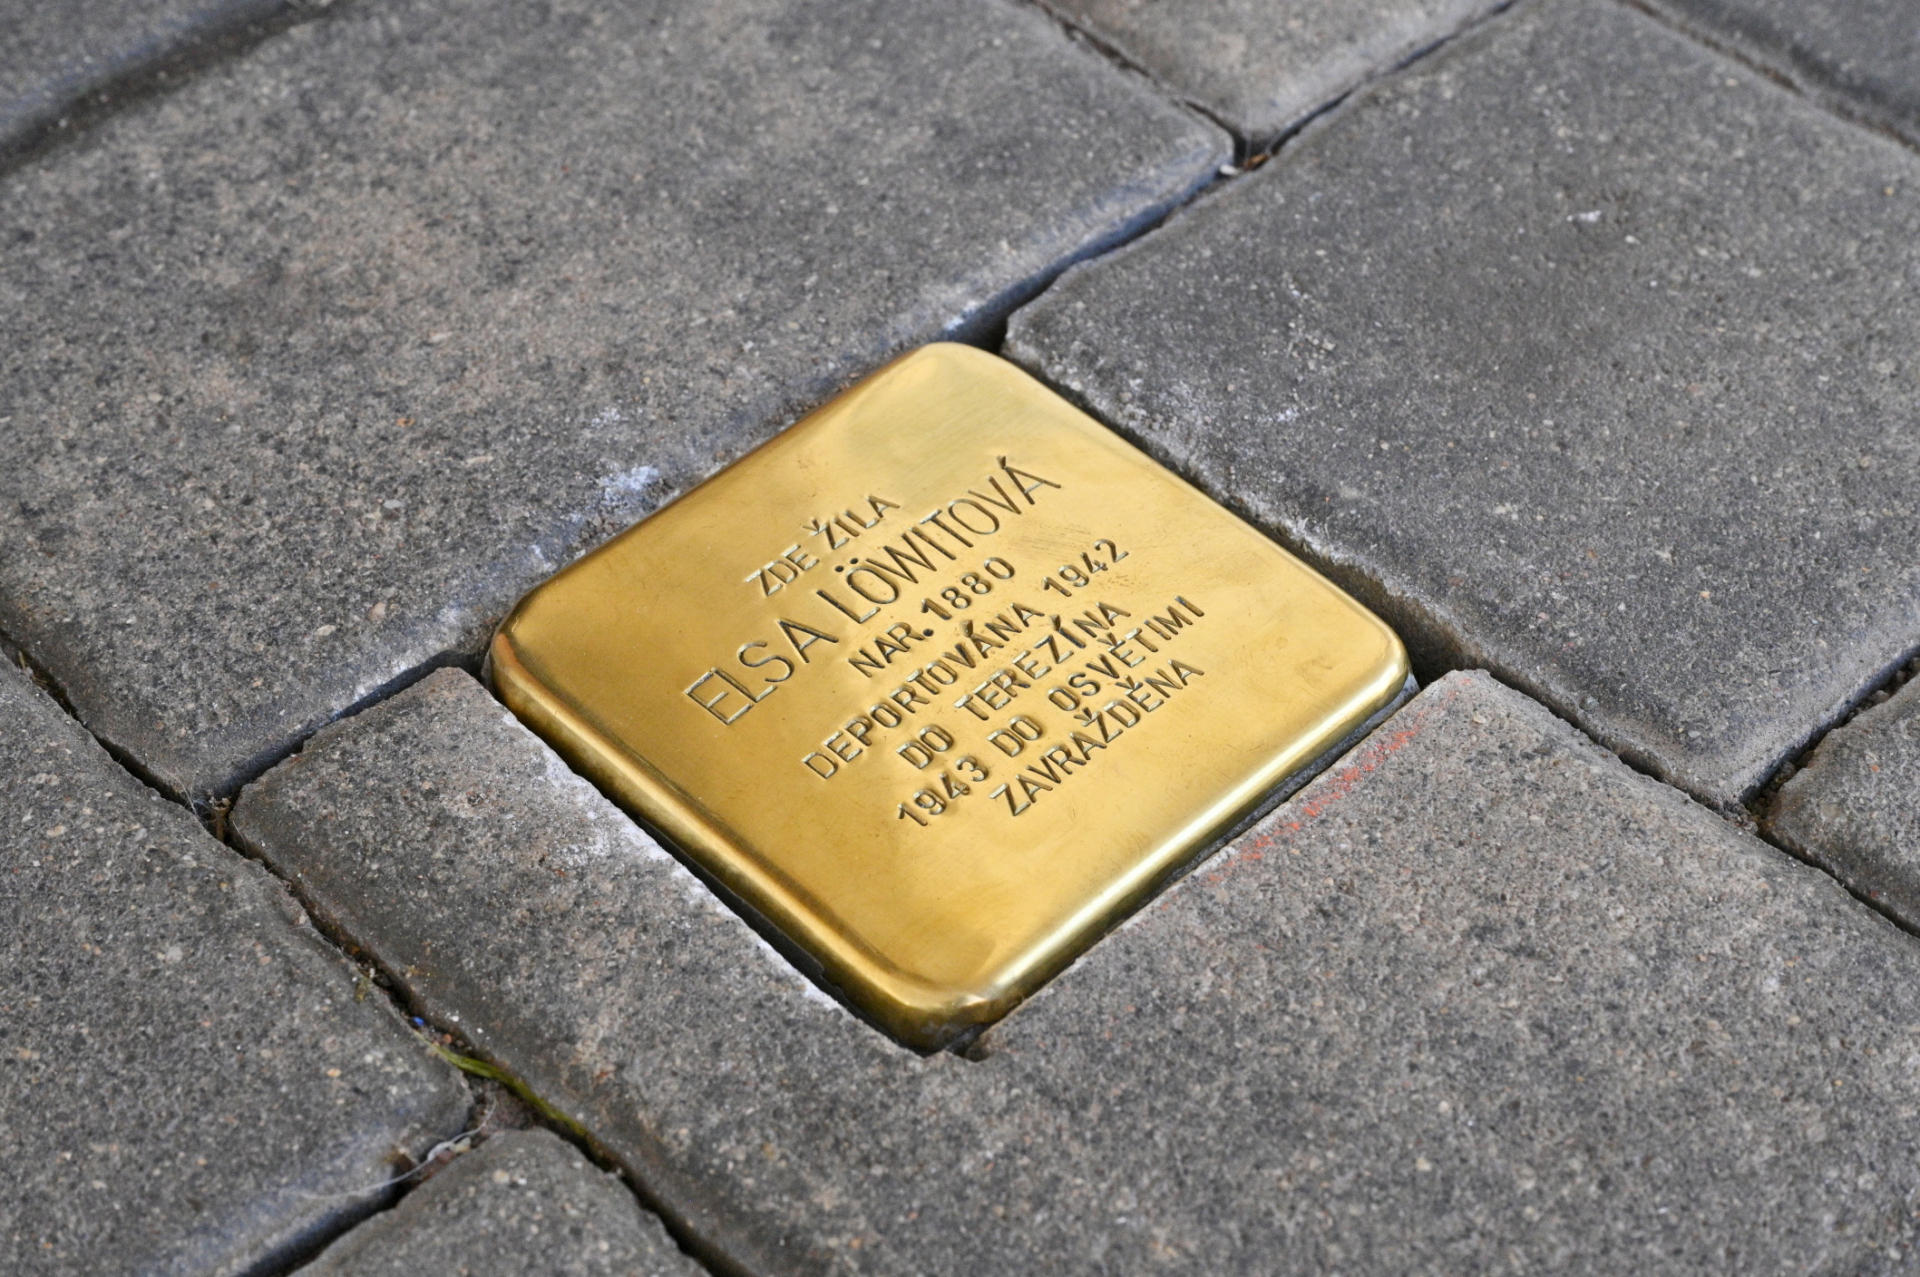 ZDE ŽILA
ELSA LÖWITOVÁ
NAR. 1880
DEPORTOVÁNA 1942
DO TEREZÍNA
1943 DO OSVĚTIMI
ZAVRAŽDĚNA